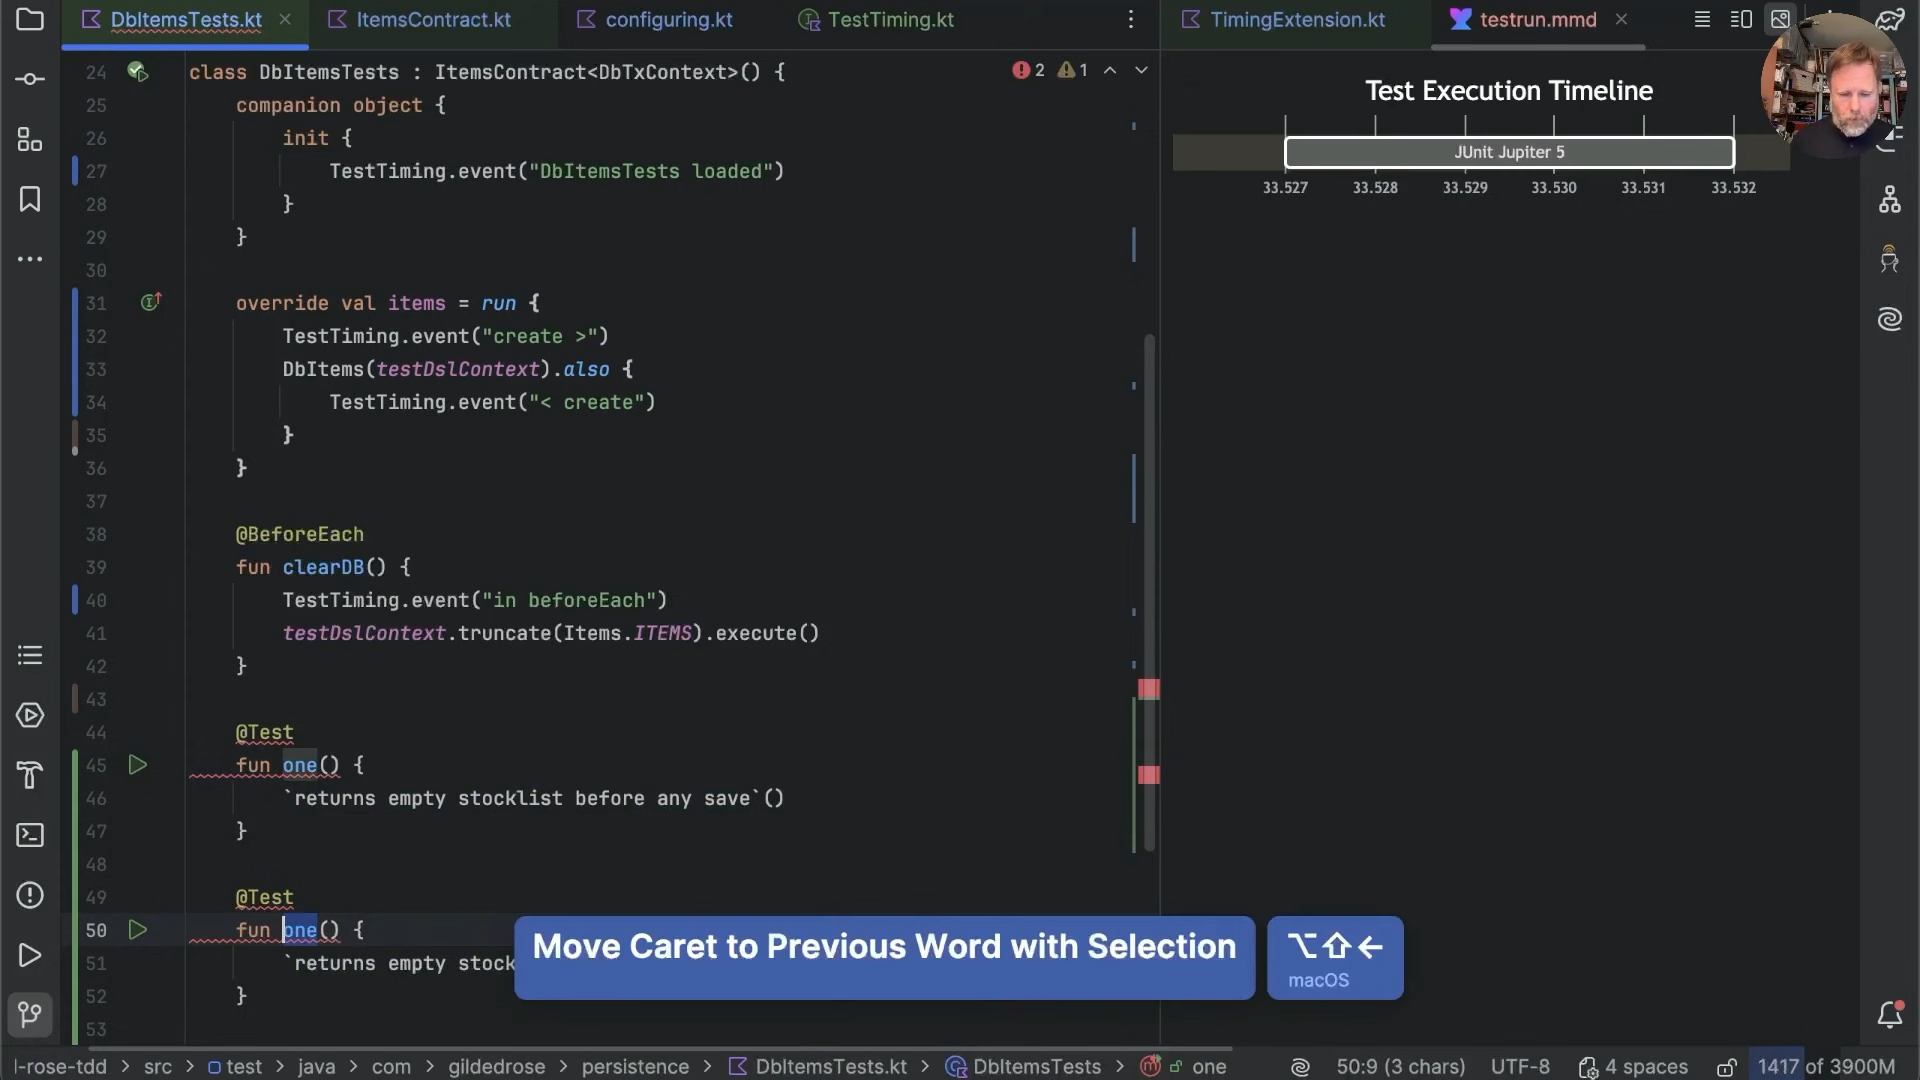 DbItemsTests.kt
ItemsContract.kt
configuring.kt
TestTiming.kt
TimingExtension.kt
testrun.mmd
24 class DbItemsTests : ItemsContract<DbTxContext>() {
2 1
25 companion object {
26 init {
27 TestTiming.event("DbItemsTests loaded")
28 }
29 }
30
31 override val items = run {
32 TestTiming.event("create >")
33 DbItems(testDslContext).also {
34 TestTiming.event("< create")
35 }
36 }
37
38 @BeforeEach
39 fun clearDB() {
40 TestTiming.event("in beforeEach")
41 testDslContext.truncate(Items.ITEMS).execute()
42 }
43
44 @Test
45 fun one() {
46 `returns empty stocklist before any save`()
47 }
48
49 @Test
50 fun one() {
51 `returns empty stock
52 }
53
Test Execution Timeline
JUnit Jupiter 5
33.527 33.528 33.529 33.530 33.531 33.532
Move Caret to Previous Word with Selection
⌥⇧←
macOS
l-rose-tdd > src > test > java > com > gildedrose > persistence > DbItemsTests.kt > DbItemsTests > one
50:9 (3 chars) UTF-8 4 spaces 1417 of 3900M